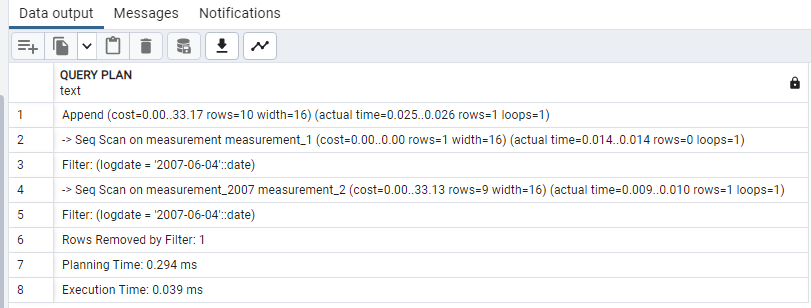 Data output Messages Notifications
QUERY PLAN
text
1 Append (cost=0.00..33.17 rows=10 width=16) (actual time=0.025..0.026 rows=1 loops=1)
2 -> Seq Scan on measurement measurement_1 (cost=0.00..0.00 rows=1 width=16) (actual time=0.014..0.014 rows=0 loops=1)
3 Filter: (logdate = '2007-06-04'::date)
4 -> Seq Scan on measurement_2007 measurement_2 (cost=0.00..33.13 rows=9 width=16) (actual time=0.009..0.010 rows=1 loops=1)
5 Filter: (logdate = '2007-06-04'::date)
6 Rows Removed by Filter: 1
7 Planning Time: 0.294 ms
8 Execution Time: 0.039 ms